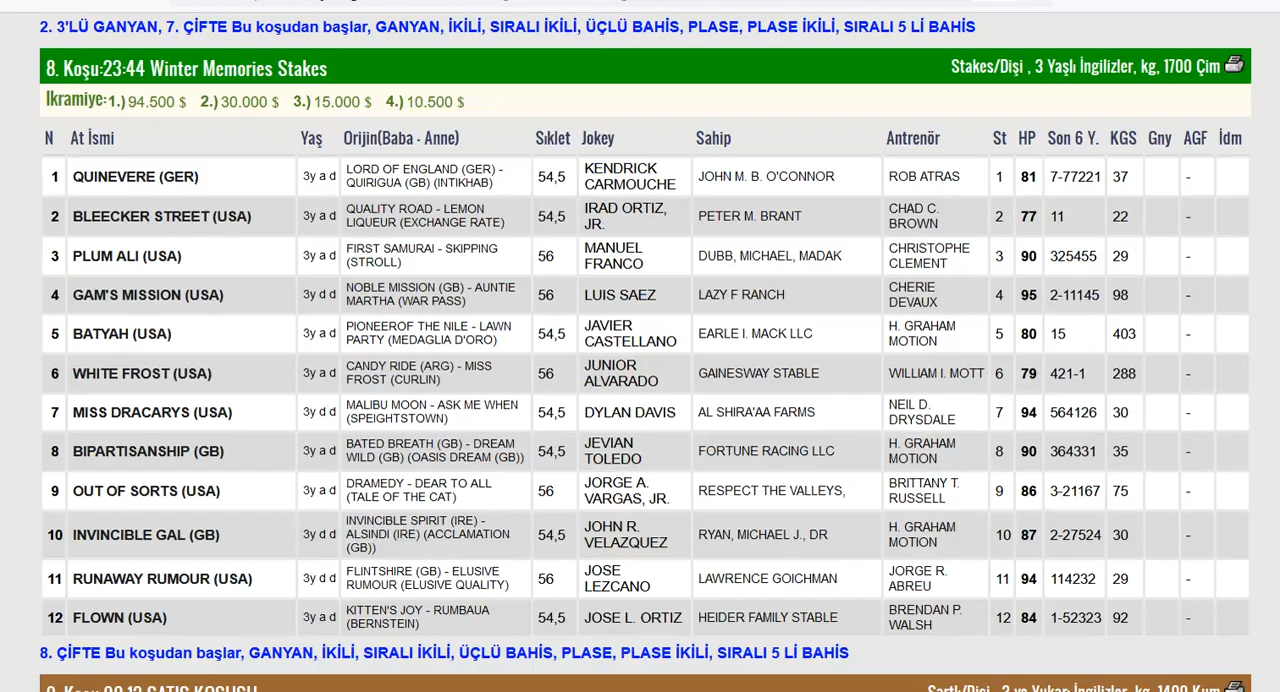 2. 3'LÜ GANYAN, 7. ÇİFTE Bu koşudan başlar, GANYAN, İKİLİ, SIRALI İKİLİ, ÜÇLÜ BAHİS, PLASE, PLASE İKİLİ, SIRALI 5 Lİ BAHİS
8. Koşu:23:44 Winter Memories Stakes Stakes/Dişi , 3 Yaşlı İngilizler, kg, 1700 Çim
Ikramiye:1.) 94.500 $ 2.) 30.000 $ 3.) 15.000 $ 4.) 10.500 $
N At İsmi Yaş Orijin(Baba - Anne) Sıklet Jokey Sahip Antrenör St HP Son 6 Y. KGS Gny AGF İdm
1 QUINEVERE (GER) 3y a d LORD OF ENGLAND (GER) - QUIRIGUA (GB) (INTIKHAB) 54,5 KENDRICK CARMOUCHE JOHN M. B. O'CONNOR ROB ATRAS 1 81 7-77221 37 -
2 BLEECKER STREET (USA) 3y a d QUALITY ROAD - LEMON LIQUEUR (EXCHANGE RATE) 54,5 IRAD ORTIZ, JR. PETER M. BRANT CHAD C. BROWN 2 77 11 22 -
3 PLUM ALI (USA) 3y a d FIRST SAMURAI - SKIPPING (STROLL) 56 MANUEL FRANCO DUBB, MICHAEL, MADAK CHRISTOPHE CLEMENT 3 90 325455 29 -
4 GAM'S MISSION (USA) 3y d d NOBLE MISSION (GB) - AUNTIE MARTHA (WAR PASS) 56 LUIS SAEZ LAZY F RANCH CHERIE DEVAUX 4 95 2-11145 98 -
5 BATYAH (USA) 3y a d PIONEEROF THE NILE - LAWN PARTY (MEDAGLIA D'ORO) 54,5 JAVIER CASTELLANO EARLE I. MACK LLC H. GRAHAM MOTION 5 80 15 403 -
6 WHITE FROST (USA) 3y a d CANDY RIDE (ARG) - MISS FROST (CURLIN) 56 JUNIOR ALVARADO GAINESWAY STABLE WILLIAM I. MOTT 6 79 421-1 288 -
7 MISS DRACARYS (USA) 3y d d MALIBU MOON - ASK ME WHEN (SPEIGHTSTOWN) 54,5 DYLAN DAVIS AL SHIRA'AA FARMS NEIL D. DRYSDALE 7 94 564126 30 -
8 BIPARTISANSHIP (GB) 3y a d BATED BREATH (GB) - DREAM WILD (GB) (OASIS DREAM (GB)) 54,5 JEVIAN TOLEDO FORTUNE RACING LLC H. GRAHAM MOTION 8 90 364331 35 -
9 OUT OF SORTS (USA) 3y a d DRAMEDY - DEAR TO ALL (TALE OF THE CAT) 56 JORGE A. VARGAS, JR. RESPECT THE VALLEYS, BRITTANY T. RUSSELL 9 86 3-21167 75 -
10 INVINCIBLE GAL (GB) 3y d d INVINCIBLE SPIRIT (IRE) - ALSINDI (IRE) (ACCLAMATION (GB)) 54,5 JOHN R. VELAZQUEZ RYAN, MICHAEL J., DR H. GRAHAM MOTION 10 87 2-27524 30 -
11 RUNAWAY RUMOUR (USA) 3y d d FLINTSHIRE (GB) - ELUSIVE RUMOUR (ELUSIVE QUALITY) 56 JOSE LEZCANO LAWRENCE GOICHMAN JORGE R. ABREU 11 94 114232 29 -
12 FLOWN (USA) 3y a d KITTEN'S JOY - RUMBAUA (BERNSTEIN) 54,5 JOSE L. ORTIZ HEIDER FAMILY STABLE BRENDAN P. WALSH 12 84 1-52323 92 -
8. ÇİFTE Bu koşudan başlar, GANYAN, İKİLİ, SIRALI İKİLİ, ÜÇLÜ BAHİS, PLASE, PLASE İKİLİ, SIRALI 5 Lİ BAHİS